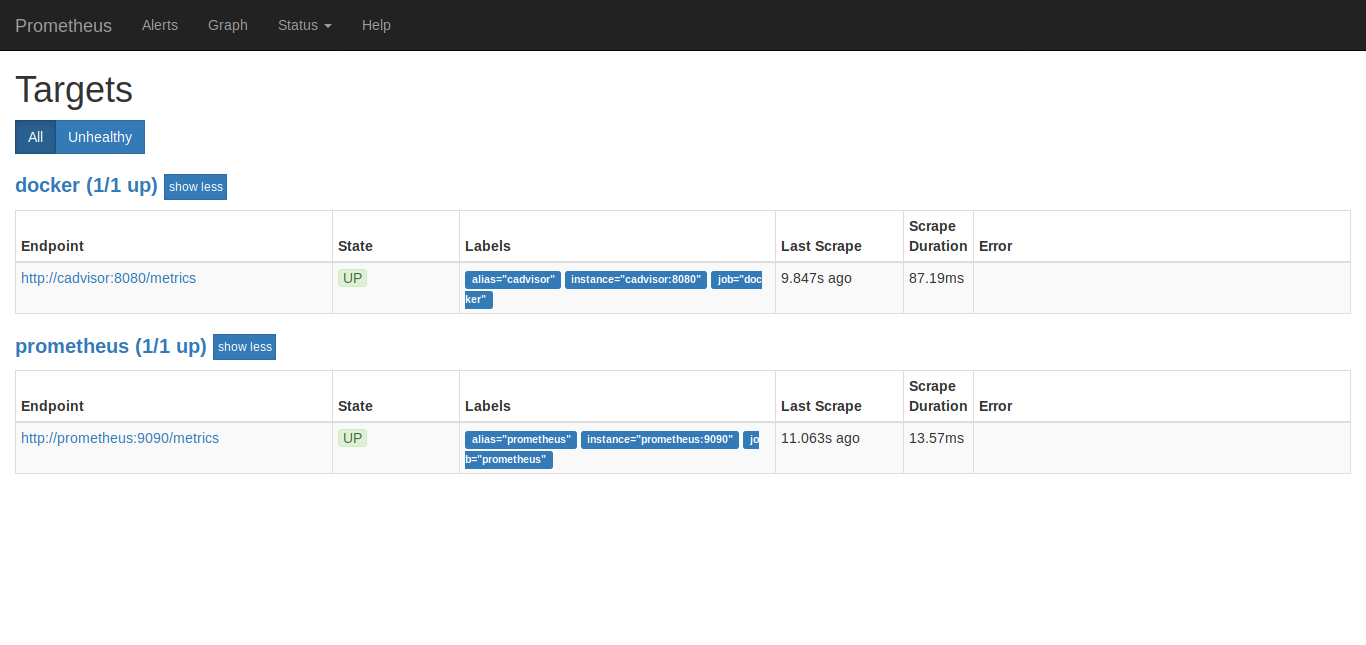 Prometheus Alerts Graph Status Help
Targets
All Unhealthy
docker (1/1 up) show less
Endpoint State Labels Last Scrape Scrape Duration Error
http://cadvisor:8080/metrics UP alias="cadvisor" instance="cadvisor:8080" job="docker" 9.847s ago 87.19ms
prometheus (1/1 up) show less
Endpoint State Labels Last Scrape Scrape Duration Error
http://prometheus:9090/metrics UP alias="prometheus" instance="prometheus:9090" job="prometheus" 11.063s ago 13.57ms